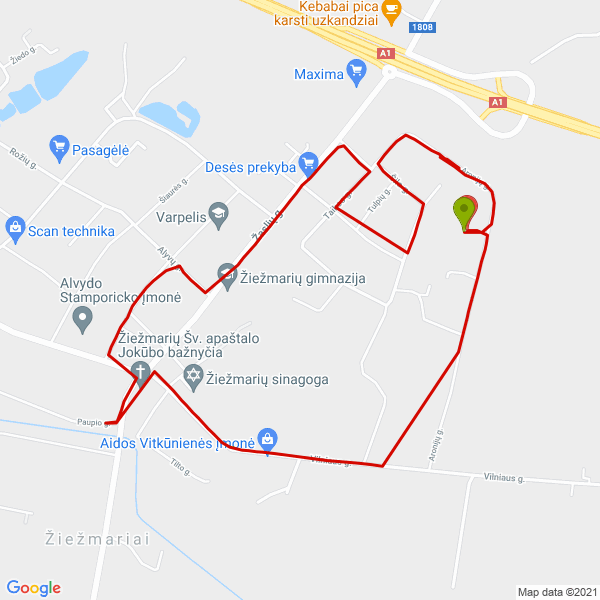 Kebabai pica
karsti uzkandziai
1808
A1
Žiedo g.
Maxima
A1
Pasagėlė
Rožių g.
Desės prekyba
Aronijų g.
Šiaurės g.
Tulpių g.
Varpelis
Žaslių g.
Scan technika
Alyvų
Žiežmarių gimnazija
Alvydo
Stamporicko įmonė
Žiežmarių Šv. apaštalo
Jokūbo bažnyčia
Žiežmarių sinagoga
Paupio g.
Aidos Vitkūnienės įmonė
Aronijų g.
Vilniaus g.
Tilto g.
Vilniaus g.
Žiežmariai
Google
Map data ©2021